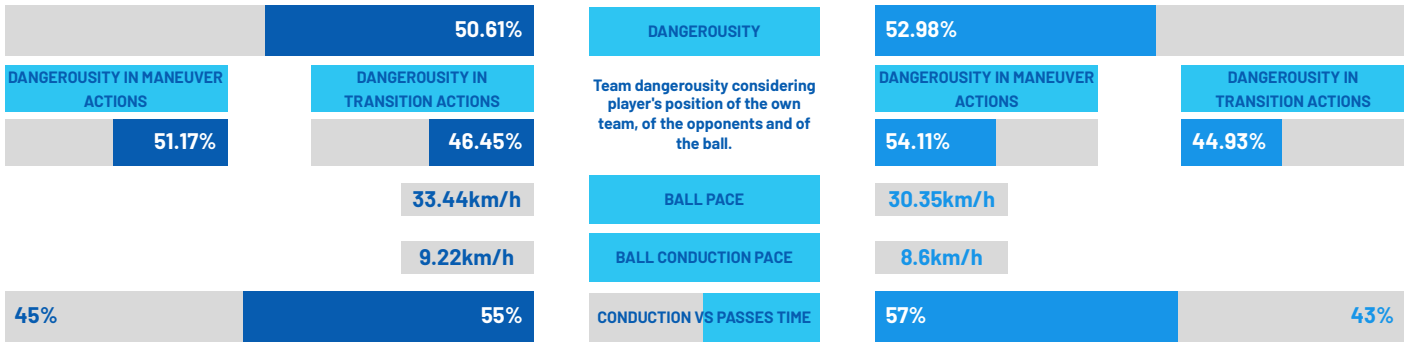 50.61%
DANGEROUSITY
52.98%
DANGEROUSITY IN MANEUVER
ACTIONS
DANGEROUSITY IN
TRANSITION ACTIONS
Team dangerousity considering
player's position of the own
team, of the opponents and of
the ball.
DANGEROUSITY IN MANEUVER
ACTIONS
DANGEROUSITY IN
TRANSITION ACTIONS
51.17%
46.45%
54.11%
44.93%
33.44km/h
BALL PACE
30.35km/h
9.22km/h
BALL CONDUCTION PACE
8.6km/h
45%
55%
CONDUCTION VS PASSES TIME
57%
43%